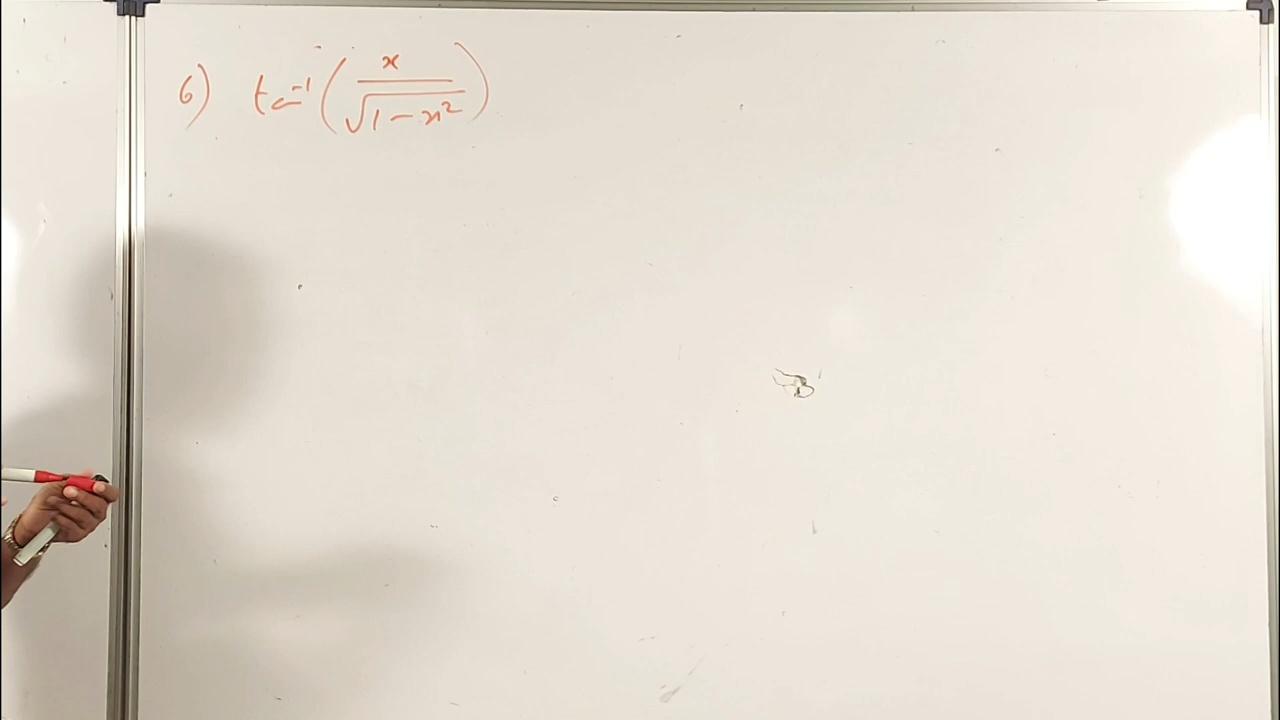 6) tan⁻¹ (x / √(1 − x²))